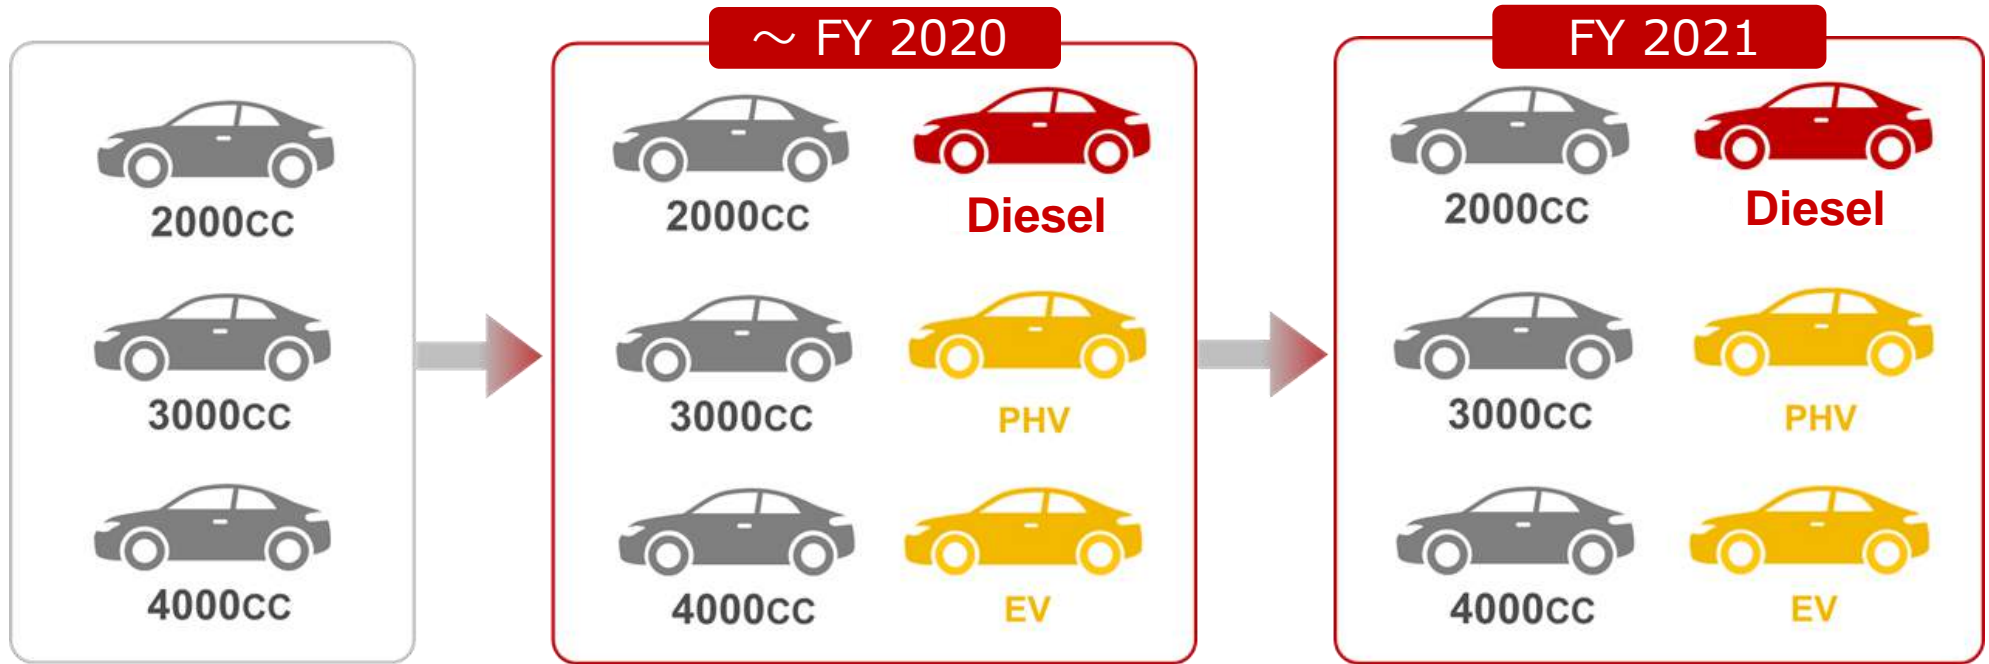 2000CC
3000CC
4000CC
～ FY 2020
2000CC
Diesel
3000CC
PHV
4000CC
EV
FY 2021
2000CC
Diesel
3000CC
PHV
4000CC
EV